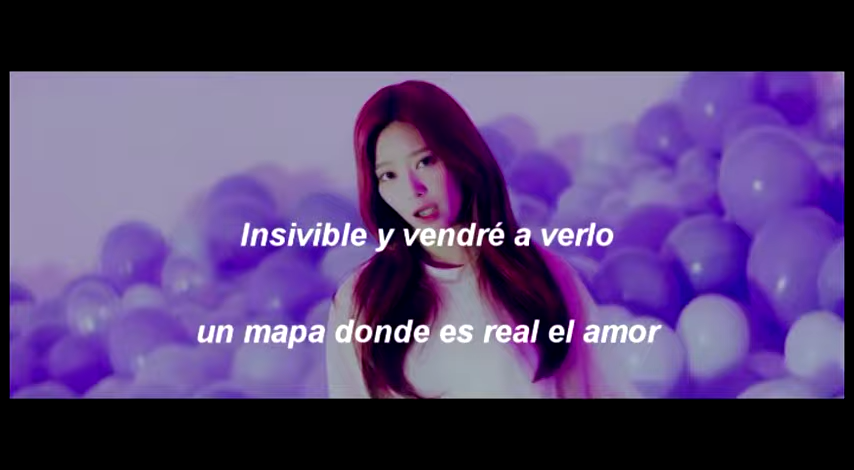 Insivible y vendré a verlo
un mapa donde es real el amor